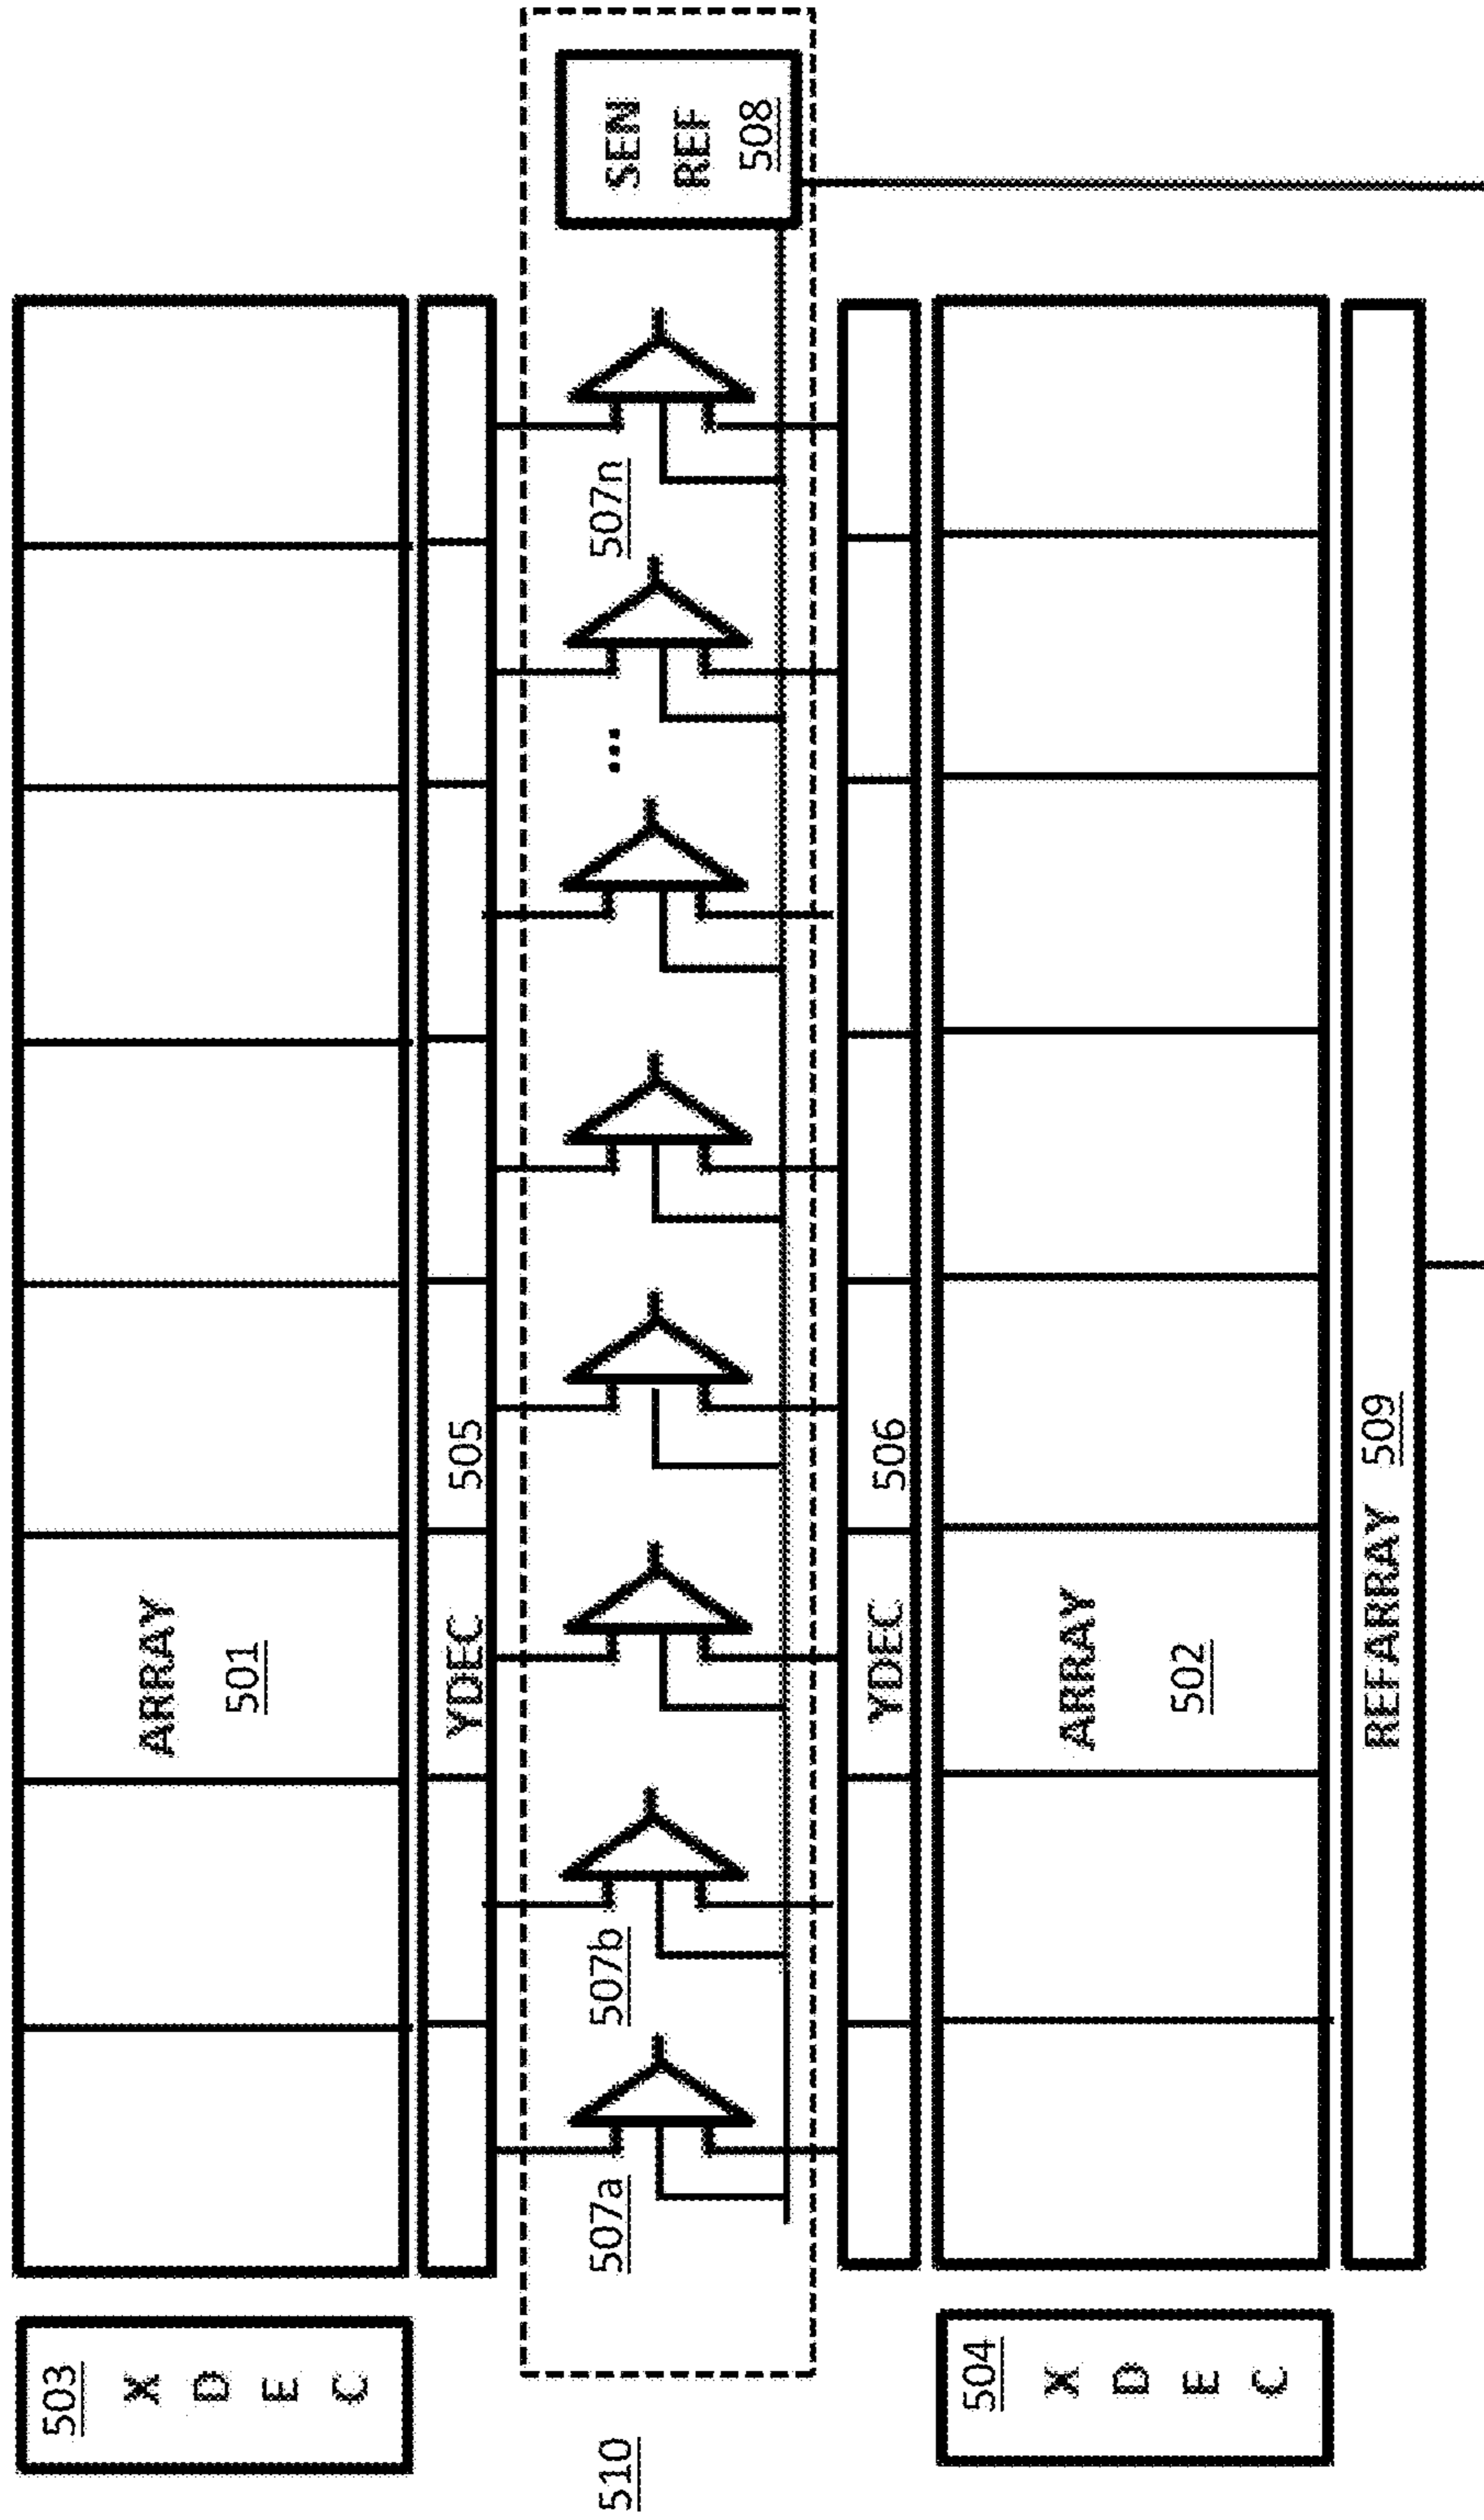 503
X
D
E
C
ARRAY
501
YDEC 505
510
507a
507b
...
507n
SEN
REF
508
YDEC 506
504
X
D
E
C
ARRAY
502
REFARRAY 509